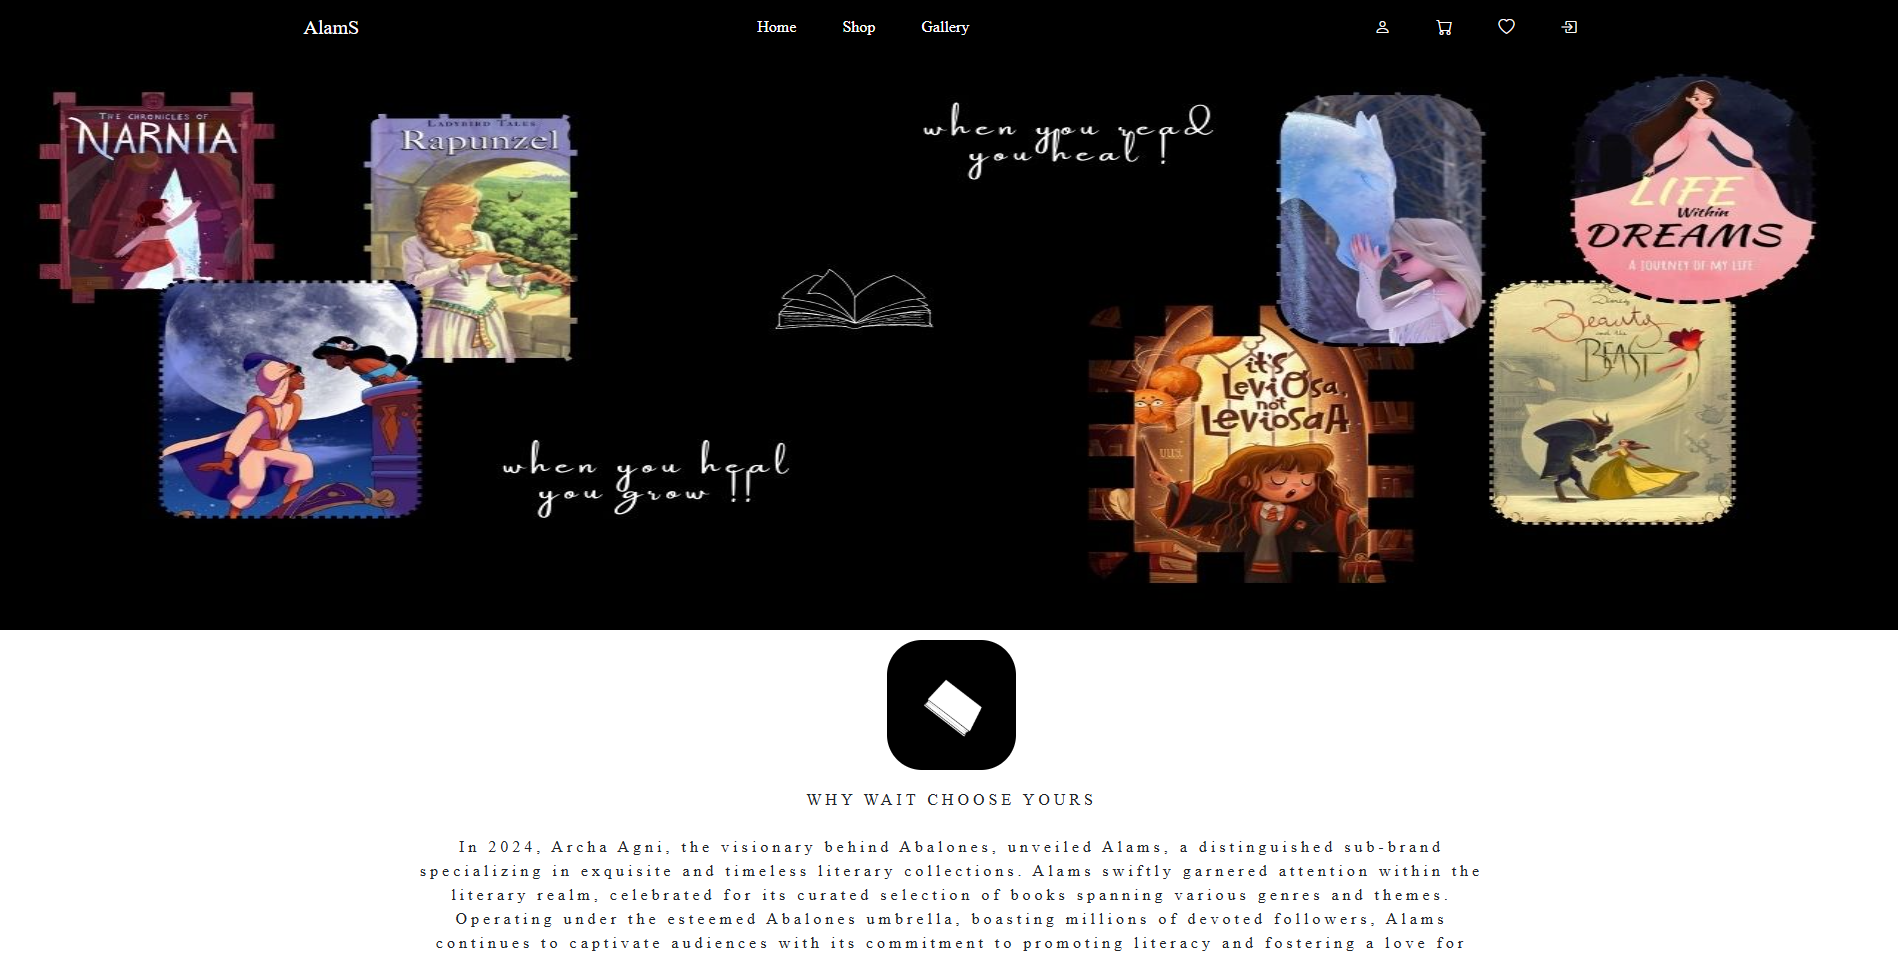 AlamS
Home
Shop
Gallery
THE CHRONICLES OF
NARNIA
LADYBIRD TALES
Rapunzel
when you read
you heal !
LIFE
Within
DREAMS
A JOURNEY OF MY LIFE
Disney
Beauty
and the
BEAST
it's
LeviOsa,
not
LeviosaA
when you heal
you grow !!
WHY WAIT CHOOSE YOURS
In 2024, Archa Agni, the visionary behind Abalones, unveiled Alams, a distinguished sub-brand
specializing in exquisite and timeless literary collections. Alams swiftly garnered attention within the
literary realm, celebrated for its curated selection of books spanning various genres and themes.
Operating under the esteemed Abalones umbrella, boasting millions of devoted followers, Alams
continues to captivate audiences with its commitment to promoting literacy and fostering a love for